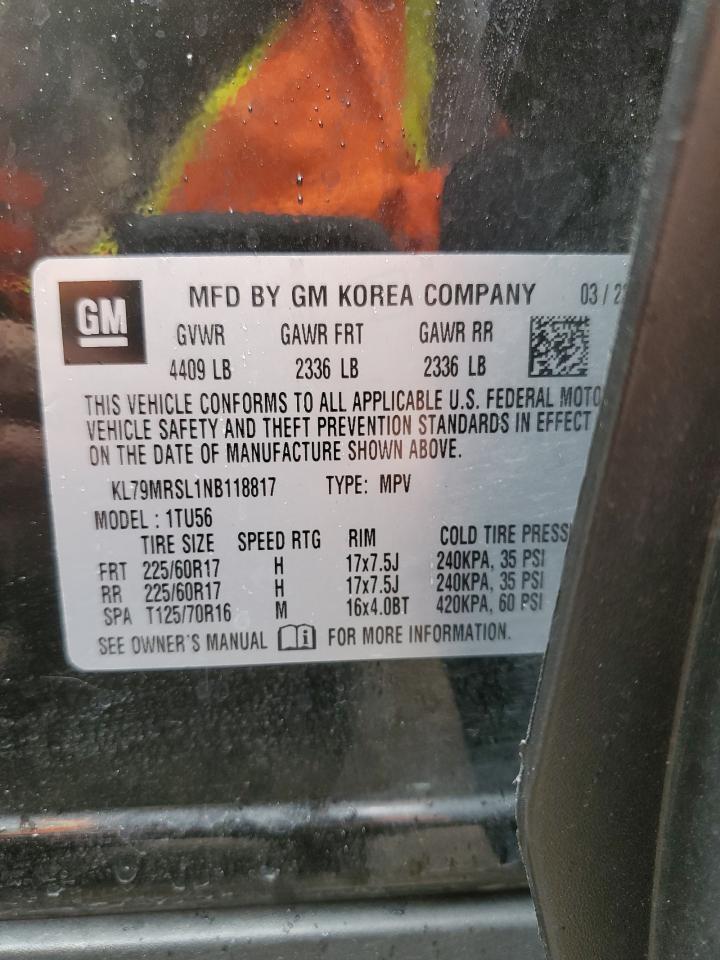 GM
MFD BY GM KOREA COMPANY 03/2
GVWR GAWR FRT GAWR RR
4409 LB 2336 LB 2336 LB
THIS VEHICLE CONFORMS TO ALL APPLICABLE U.S. FEDERAL MOTO
VEHICLE SAFETY AND THEFT PREVENTION STANDARDS IN EFFECT
ON THE DATE OF MANUFACTURE SHOWN ABOVE.
KL79MRSL1NB118817 TYPE: MPV
MODEL : 1TU56
TIRE SIZE SPEED RTG RIM COLD TIRE PRESS
FRT 225/60R17 H 17x7.5J 240KPA, 35 PSI
RR 225/60R17 H 17x7.5J 240KPA, 35 PSI
SPA T125/70R16 M 16x4.0BT 420KPA, 60 PSI
SEE OWNER'S MANUAL FOR MORE INFORMATION.